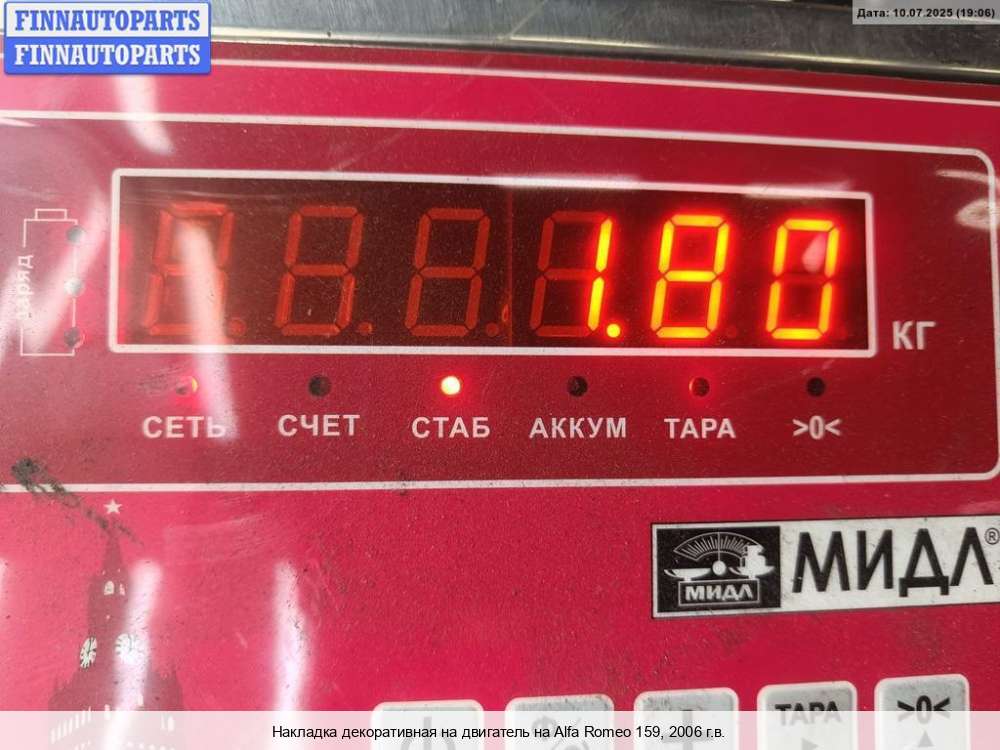 FINNAUTOPARTS
FINNAUTOPARTS
Дата: 10.07.2025 (19:06)
заряд
1.80
КГ
СЕТЬ СЧЕТ СТАБ АККУМ ТАРА >0<
МИДЛ
МИДЛ®
ТАРА >0<
Накладка декоративная на двигатель на Alfa Romeo 159, 2006 г.в.